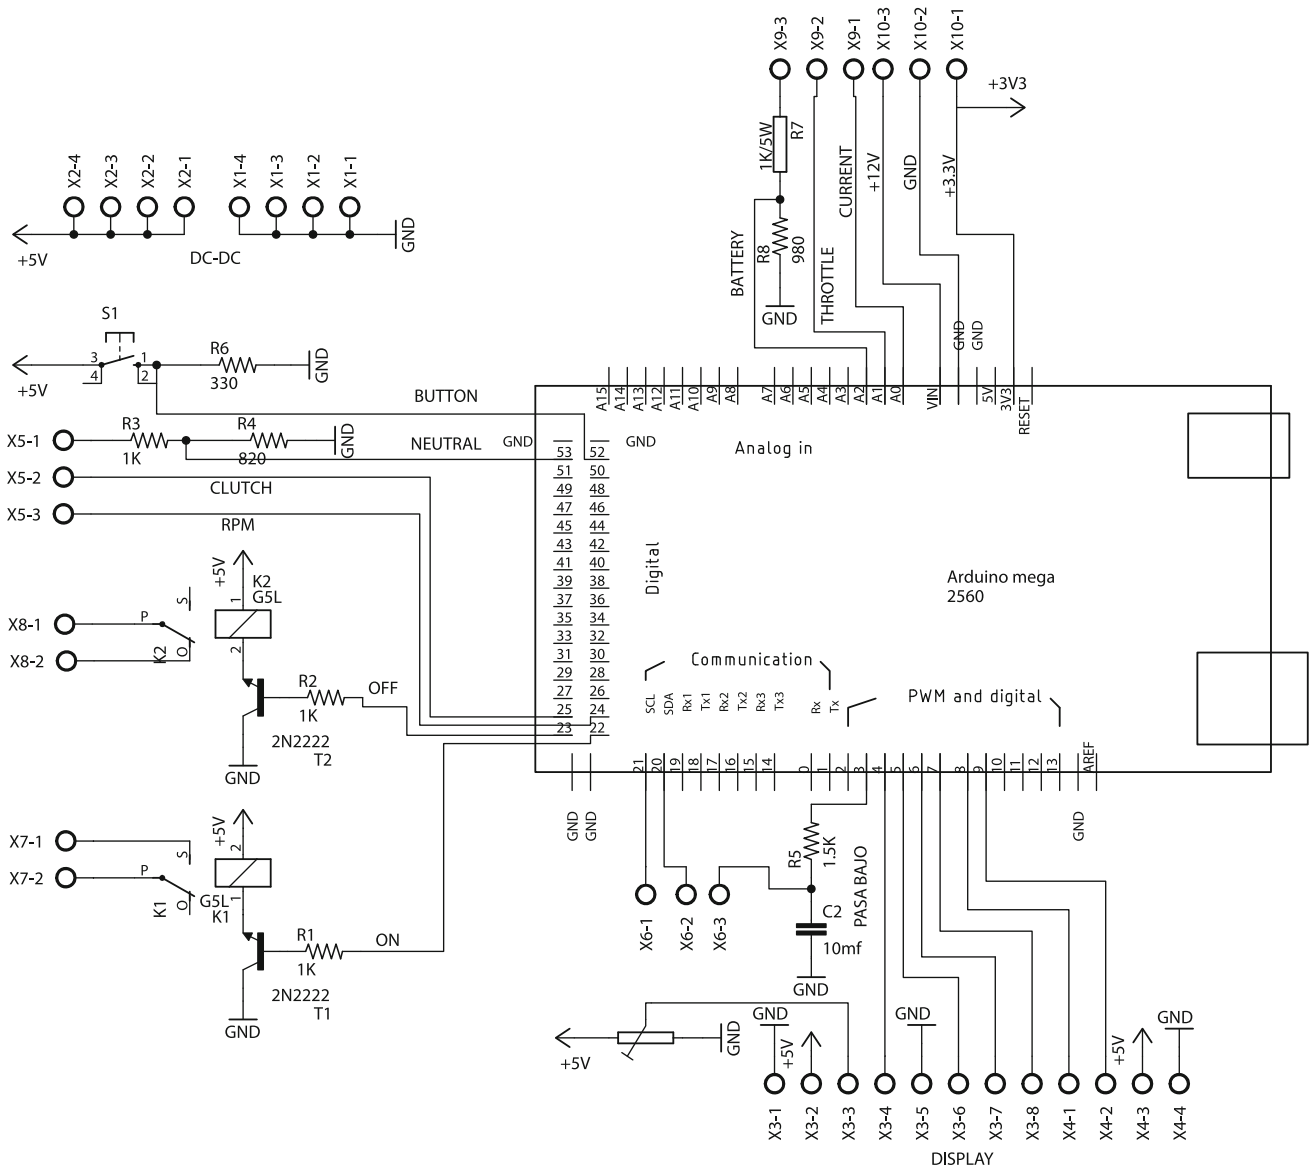 X9-3
X9-2
X9-1
X10-3
X10-2
X10-1
+3V3
1K/5W
R7
CURRENT
+12V
GND
+3.3V
BATTERY
R8
980
THROTTLE
GND
GND
GND
X2-4
X2-3
X2-2
X2-1
X1-4
X1-3
X1-2
X1-1
+5V
DC-DC
GND
S1
3
1
4
2
+5V
R6
330
GND
BUTTON
X5-1
R3
1K
R4
820
GND
NEUTRAL
X5-2
CLUTCH
X5-3
RPM
GND
GND
A15
A14
A13
A12
A11
A10
A9
A8
A7
A6
A5
A4
A3
A2
A1
A0
VIN
5V
3V3
RESET
Analog in
53 52
51 50
49 48
47 46
45 44
43 42
41 40
39 38
37 36
35 34
33 32
31 30
29 28
27 26
25 24
23 22
Digital
Arduino mega
2560
Communication
PWM and digital
SCL
SDA
Rx1
Tx1
Rx2
Tx2
Rx3
Tx3
Rx
Tx
21
20
19
18
17
16
15
14
0
1
2
3
4
5
6
7
8
9
10
11
12
13
AREF
GND
GND
GND
+5V
K2
G5L
1
2
X8-1
P
S
O
K2
X8-2
R2
1K
OFF
2N2222
T2
GND
X7-1
X7-2
P
S
O
K1
+5V
2
1
G5L
K1
R1
1K
ON
2N2222
T1
GND
R5
1.5K
PASA BAJO
C2
10mf
GND
X6-1
X6-2
X6-3
+5V
GND
GND
+5V
GND
+5V
GND
X3-1
X3-2
X3-3
X3-4
X3-5
X3-6
X3-7
X3-8
X4-1
X4-2
X4-3
X4-4
DISPLAY